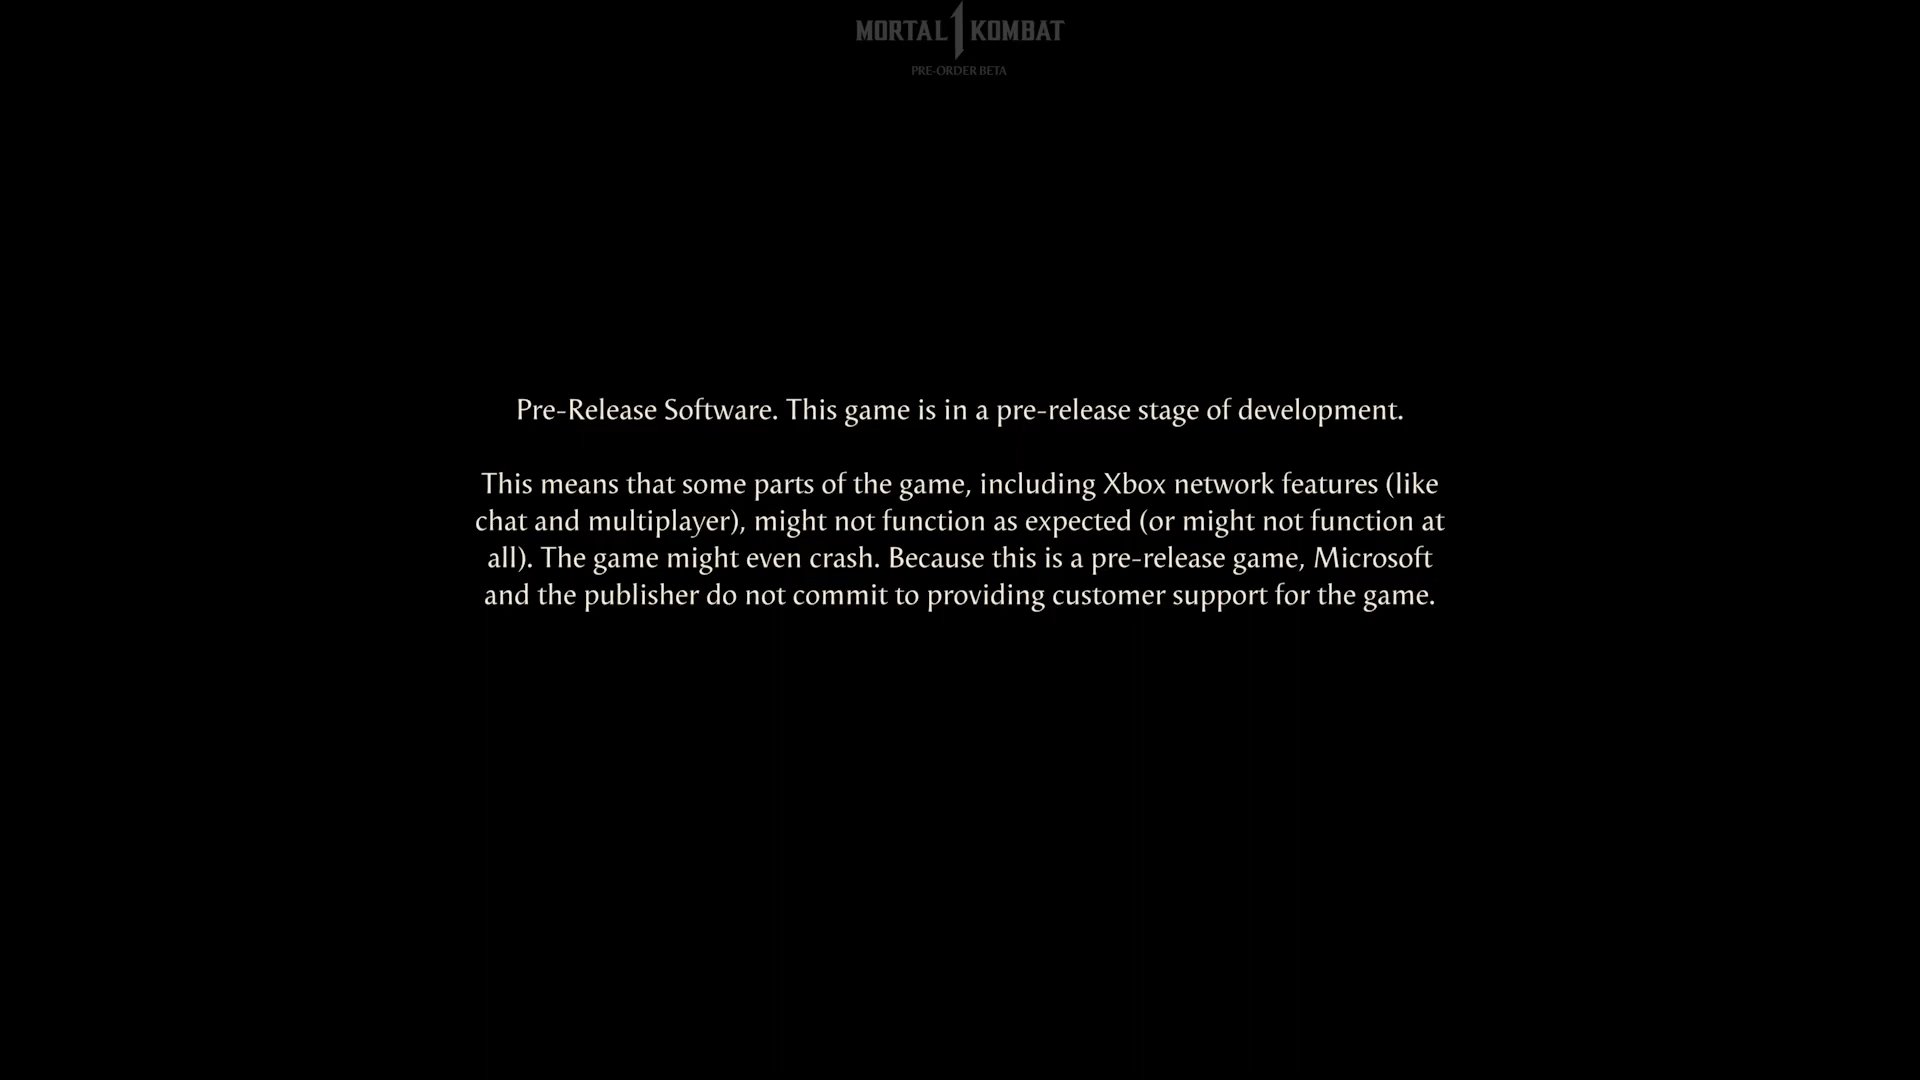 MORTAL 1 KOMBAT
PRE-ORDER BETA
Pre-Release Software. This game is in a pre-release stage of development.
This means that some parts of the game, including Xbox network features (like
chat and multiplayer), might not function as expected (or might not function at
all). The game might even crash. Because this is a pre-release game, Microsoft
and the publisher do not commit to providing customer support for the game.